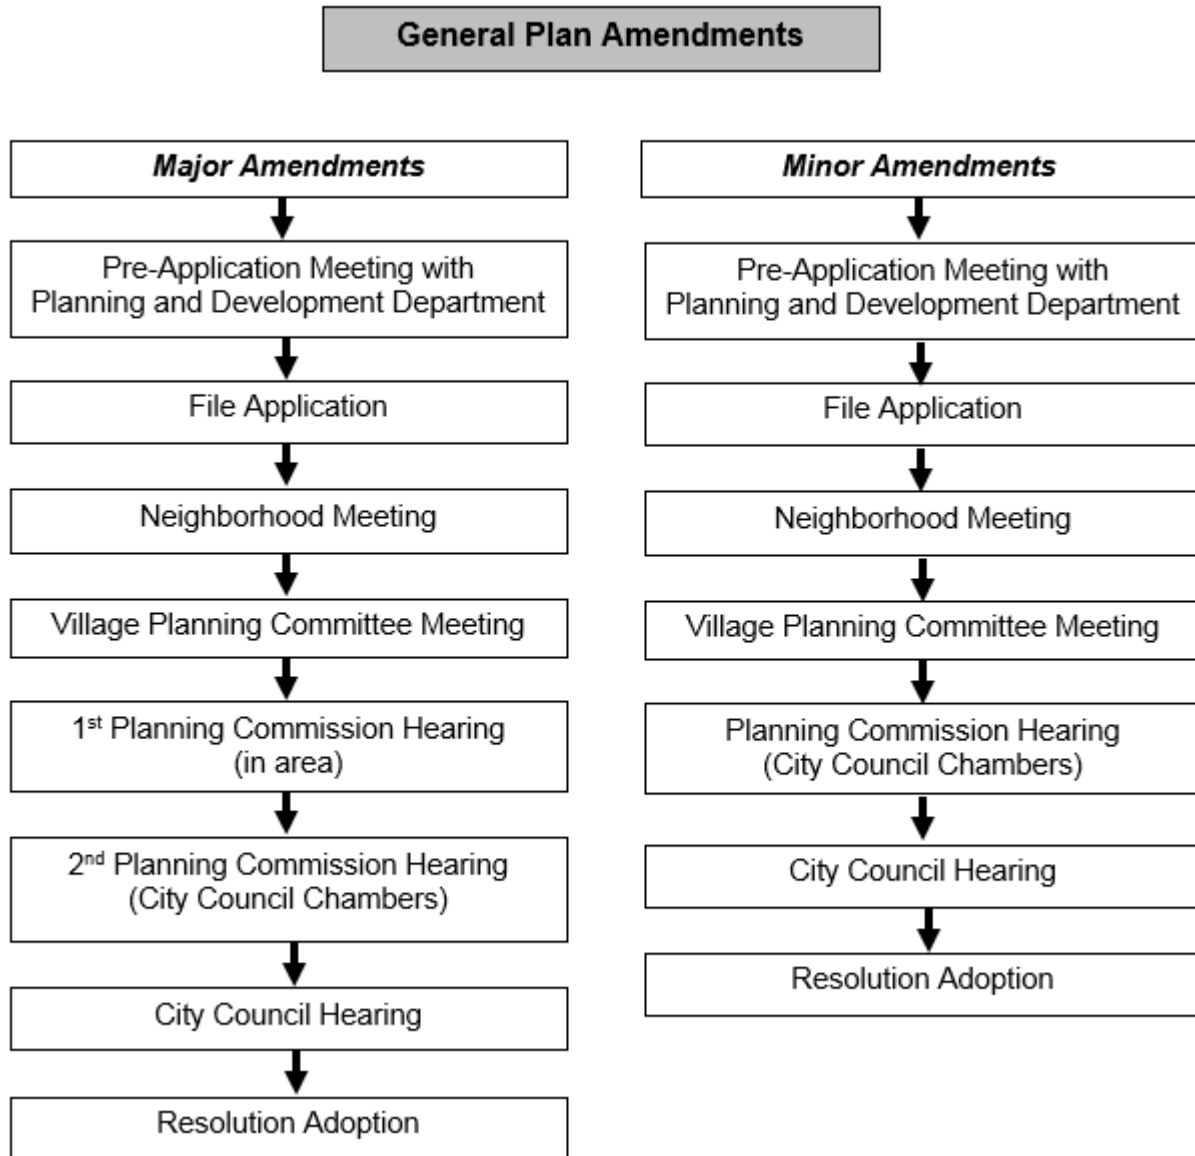 General Plan Amendments
Major Amendments
Pre-Application Meeting with
Planning and Development Department
File Application
Neighborhood Meeting
Village Planning Committee Meeting
1st Planning Commission Hearing
(in area)
2nd Planning Commission Hearing
(City Council Chambers)
City Council Hearing
Resolution Adoption
Minor Amendments
Pre-Application Meeting with
Planning and Development Department
File Application
Neighborhood Meeting
Village Planning Committee Meeting
Planning Commission Hearing
(City Council Chambers)
City Council Hearing
Resolution Adoption